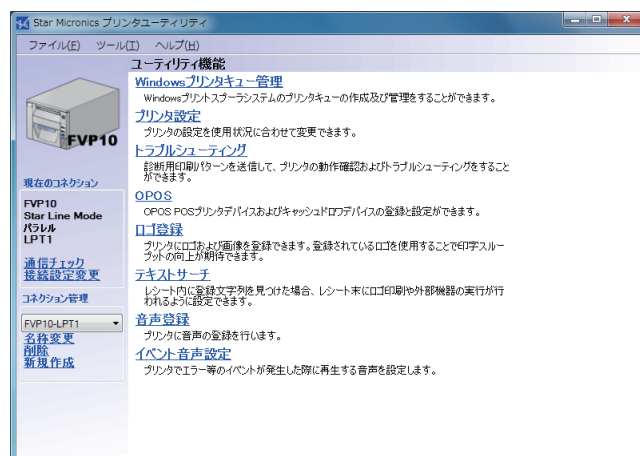 Star Micronics プリンタユーティリティ
ファイル(F) ツール(T) ヘルプ(H)
FVP10
現在のコネクション
FVP10
Star Line Mode
パラレル
LPT1
通信チェック
接続設定変更
コネクション管理
FVP10-LPT1
名称変更
削除
新規作成
ユーティリティ機能
Windowsプリンタキュー管理
Windowsプリントスプーラシステムのプリンタキューの作成及び管理をすることができます。
プリンタ設定
プリンタの設定を使用状況に合わせて変更できます。
トラブルシューティング
診断用印刷パターンを送信して、プリンタの動作確認およびトラブルシューティングをすること
ができます。
OPOS
OPOS POSプリンタデバイスおよびキャッシュドロワデバイスの登録と設定ができます。
ロゴ登録
プリンタにロゴおよび画像を登録できます。登録されているロゴを使用することで印字スルー
プットの向上が期待できます。
テキストサーチ
レシート内に登録文字列を見つけた場合、レシート末にロゴ印刷や外部機器の実行が行
われるように設定できます。
音声登録
プリンタに音声の登録を行います。
イベント音声設定
プリンタでエラー等のイベントが発生した際に再生する音声を設定します。